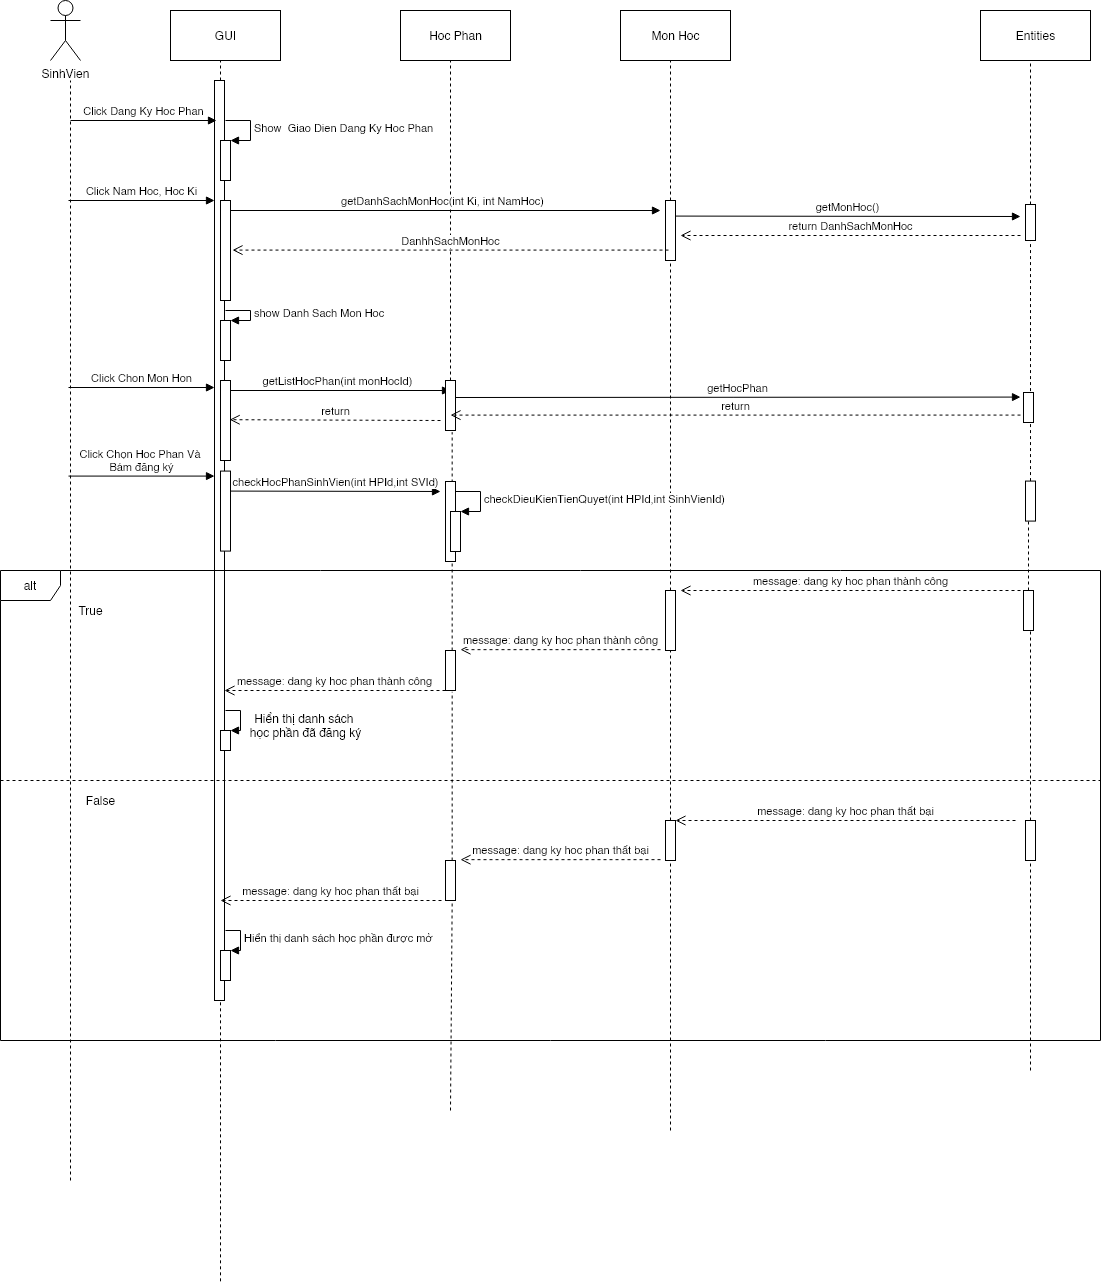 SinhVien
GUI
Hoc Phan
Mon Hoc
Entities
Click Dang Ky Hoc Phan
Show Giao Dien Dang Ky Hoc Phan
Click Nam Hoc, Hoc Ki
getDanhSachMonHoc(int Ki, int NamHoc)
getMonHoc()
return DanhSachMonHoc
DanhhSachMonHoc
show Danh Sach Mon Hoc
Click Chon Mon Hon
getListHocPhan(int monHocId)
getHocPhan
return
return
Click Chọn Hoc Phan Và
Bám đăng ký
checkHocPhanSinhVien(int HPId,int SVId)
checkDieuKienTienQuyet(int HPId,int SinhVienId)
alt
True
message: dang ky hoc phan thành công
message: dang ky hoc phan thành công
message: dang ky hoc phan thành công
Hiển thị danh sách
học phần đã đăng ký
False
message: dang ky hoc phan thất bại
message: dang ky hoc phan thất bại
message: dang ky hoc phan thất bại
Hiển thị danh sách học phần được mở